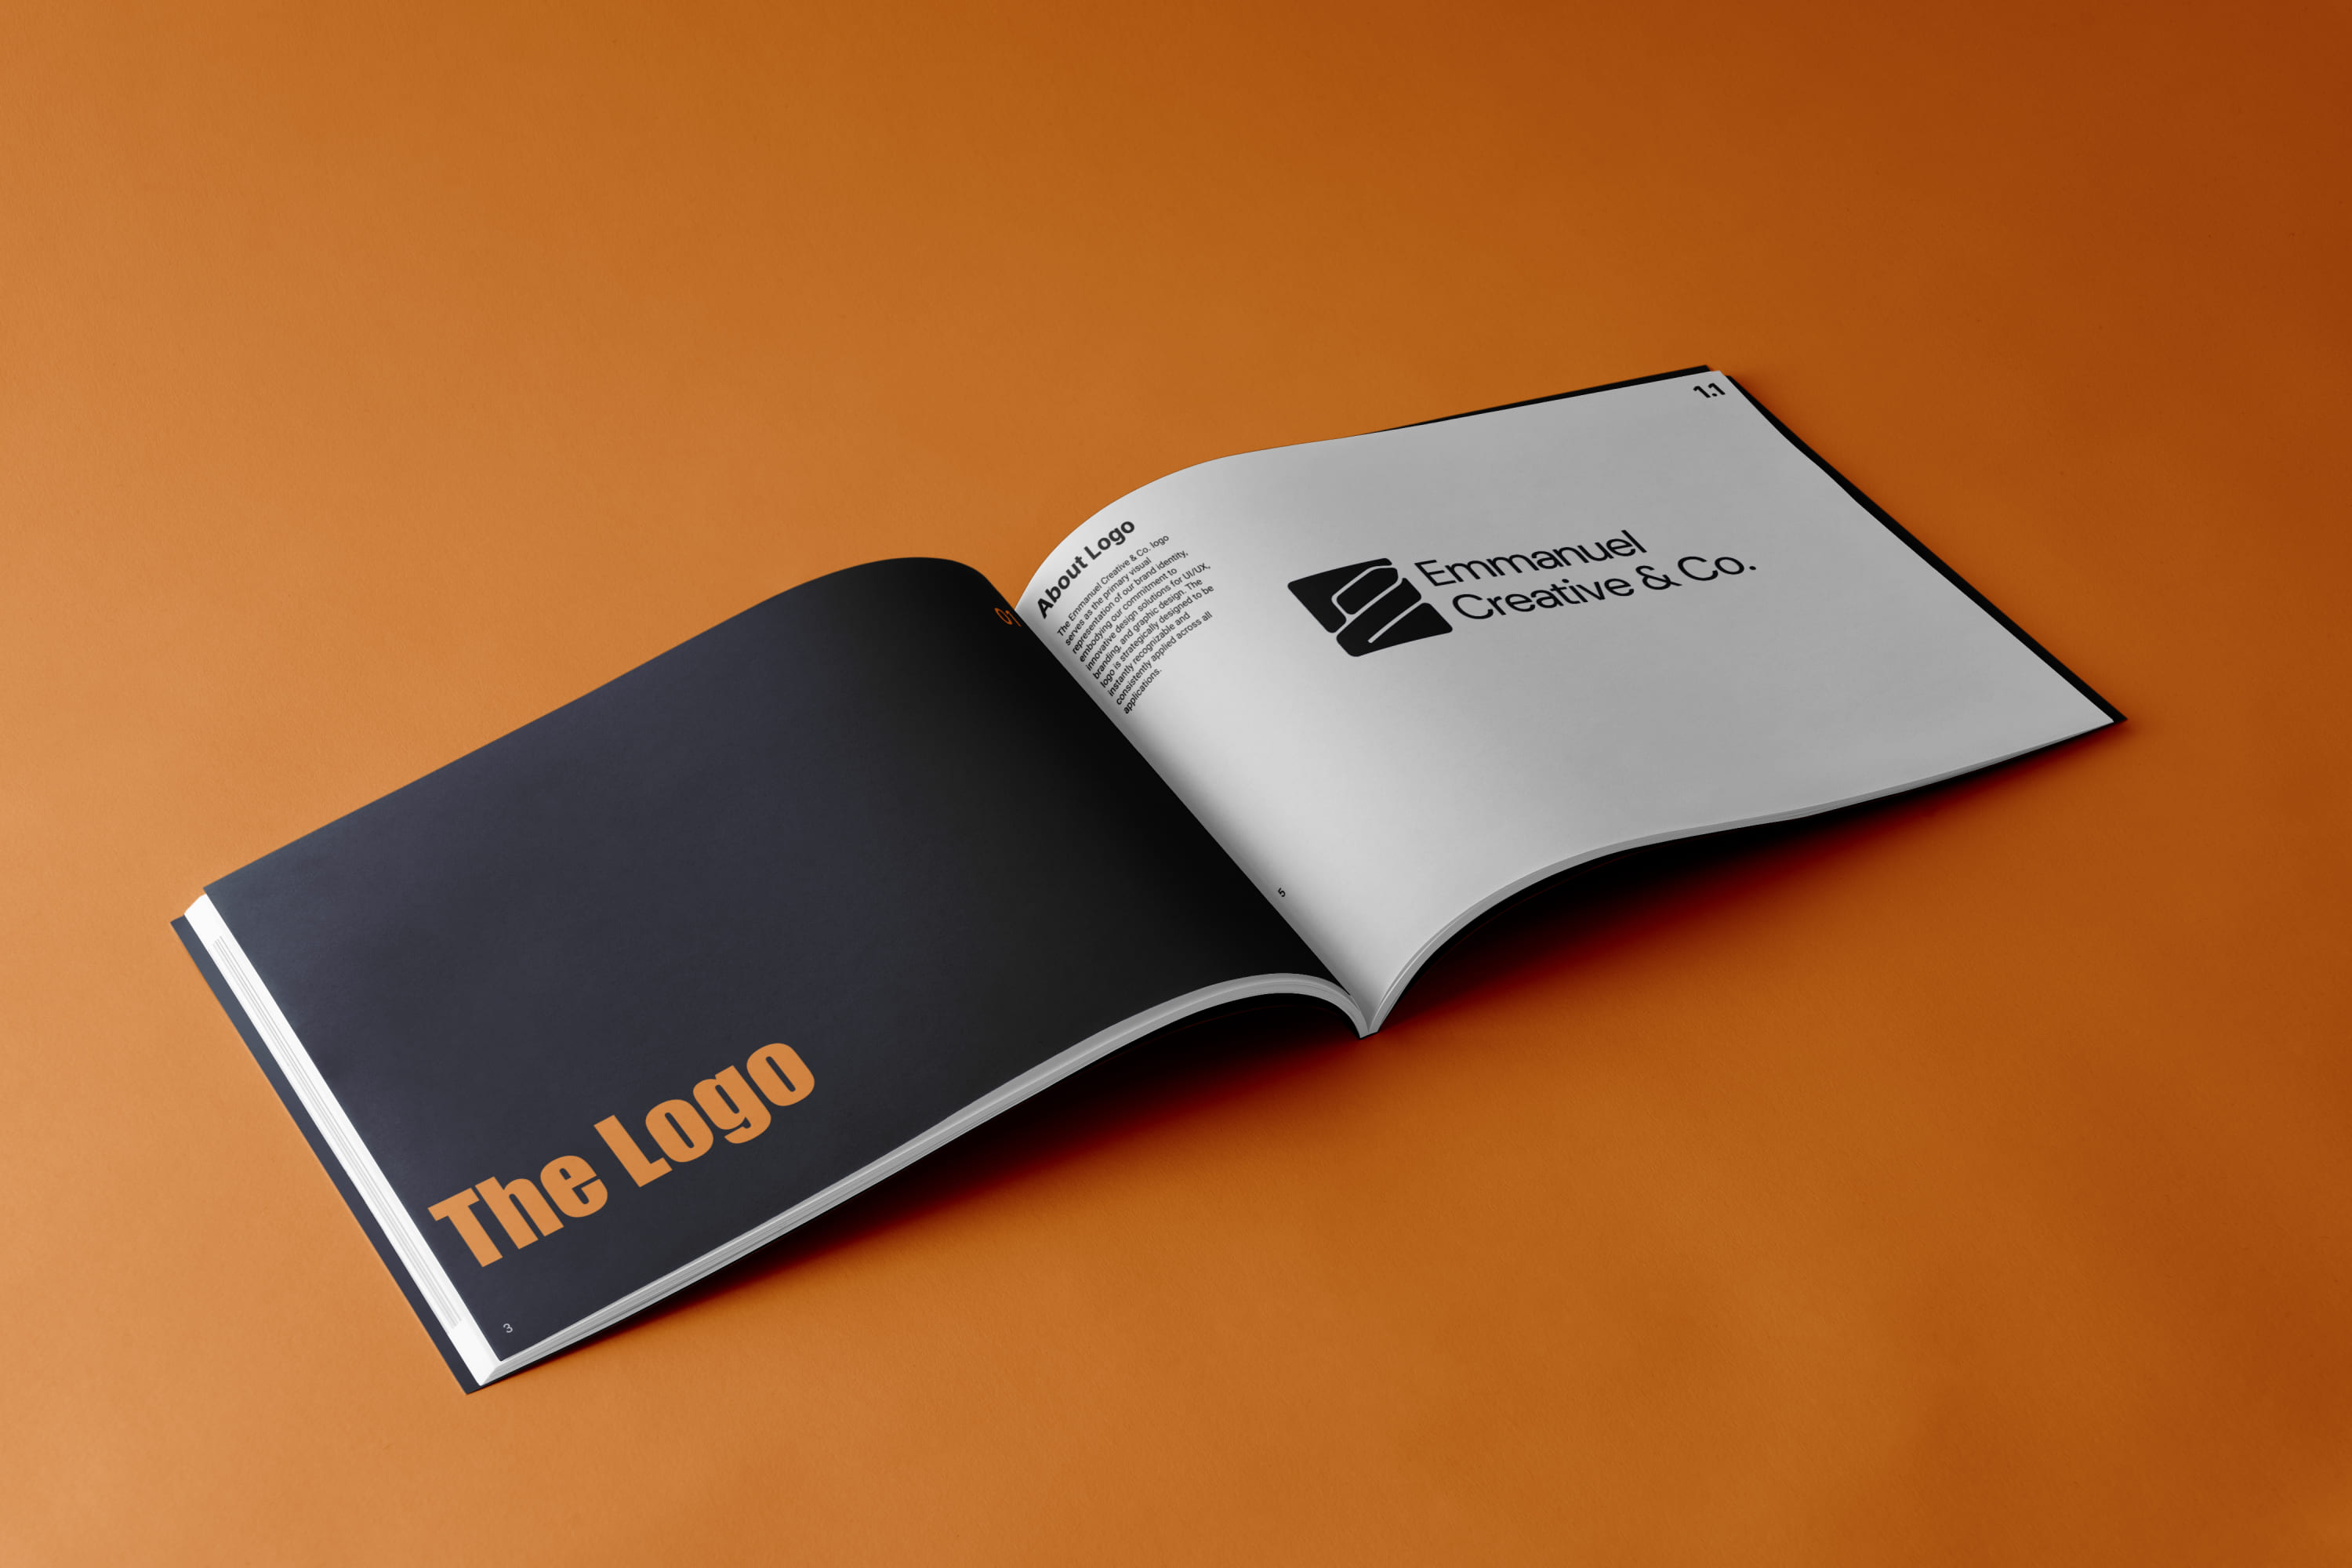 01
The Logo
3
About Logo
The Emmanuel Creative & Co. logo
serves as the primary visual
representation of our brand identity,
embodying our commitment to
innovative design solutions for UI/UX,
branding, and graphic design. The
logo is strategically designed to be
instantly recognizable and
consistently applied across all
applications.
5
1.1
Emmanuel
Creative & Co.